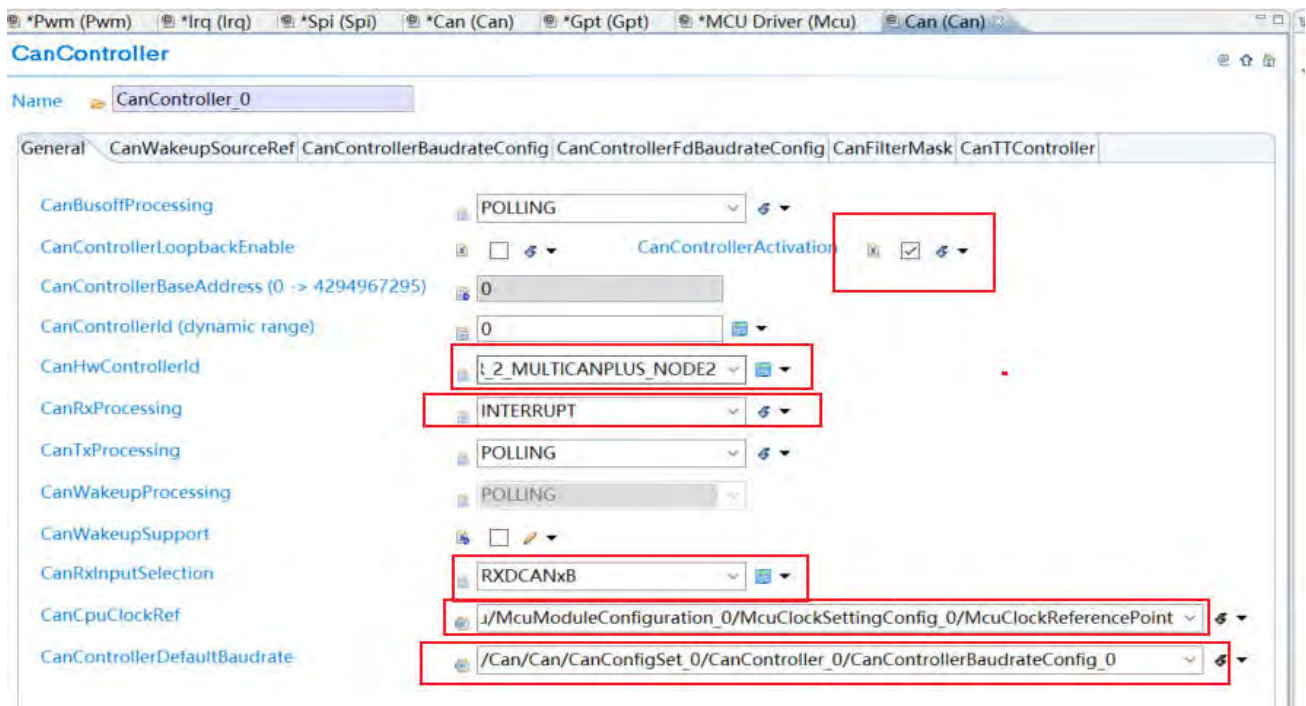 *Pwm (Pwm) *Irq (Irq) *Spi (Spi) *Can (Can) *Gpt (Gpt) *MCU Driver (Mcu) Can (Can)
CanController
Name CanController_0
General CanWakeupSourceRef CanControllerBaudrateConfig CanControllerFdBaudrateConfig CanFilterMask CanTTController
CanBusoffProcessing POLLING
CanControllerLoopbackEnable CanControllerActivation
CanControllerBaseAddress (0 -> 4294967295) 0
CanControllerId (dynamic range) 0
CanHwControllerId _2_MULTICANPLUS_NODE2
CanRxProcessing INTERRUPT
CanTxProcessing POLLING
CanWakeupProcessing POLLING
CanWakeupSupport
CanRxInputSelection RXDCANxB
CanCpuClockRef /McuModuleConfiguration_0/McuClockSettingConfig_0/McuClockReferencePoint
CanControllerDefaultBaudrate /Can/Can/CanConfigSet_0/CanController_0/CanControllerBaudrateConfig_0